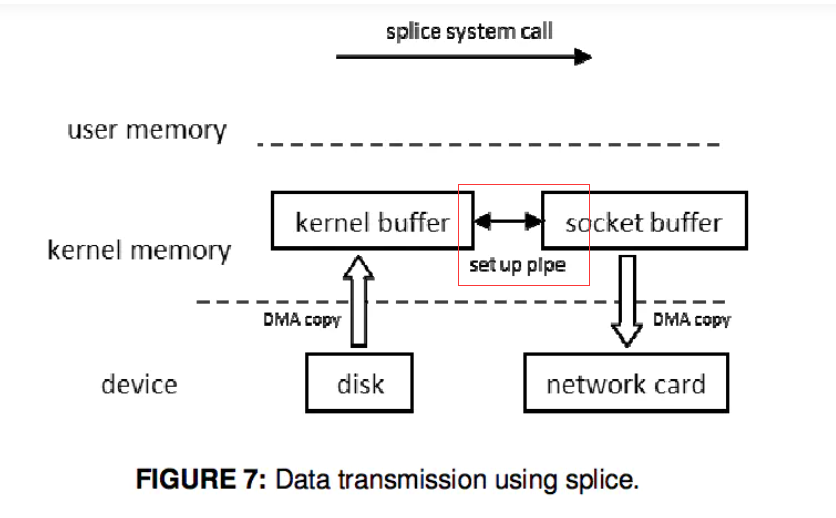 splice system call
user memory
kernel buffer
socket buffer
kernel memory
set up pipe
DMA copy
DMA copy
device
disk
network card
FIGURE 7: Data transmission using splice.